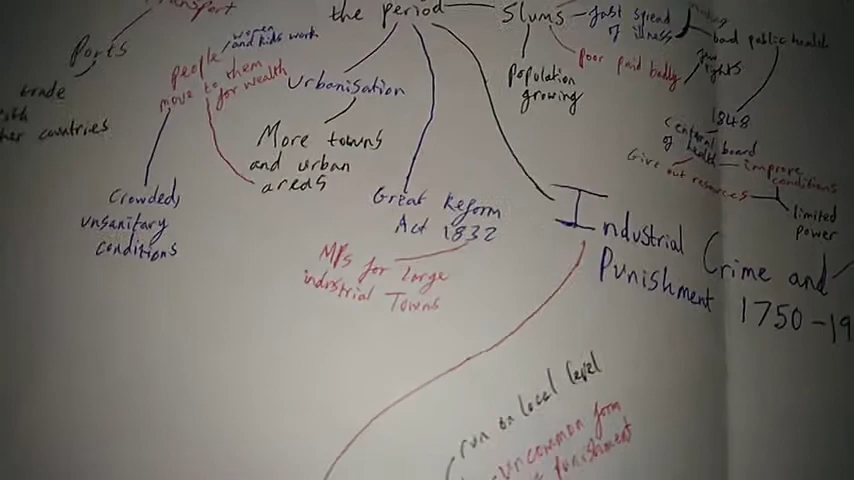 Transport
the period
Slums
fast spread
of illness
bad public health
Ports
women
and kids work
people
move to them
for wealth
Urbanisation
population
growing
poor paid badly
rights
trade
with
other countries
More towns
and urban
areas
1848
Central board
of health
improve
conditions
Give out resources
limited
power
Crowded,
unsanitary
conditions
Great Reform
Act 1832
MPs for large
indrstrial Towns
Industrial Crime and
Punishment 1750-19
run on local level
uncommon form
punishment